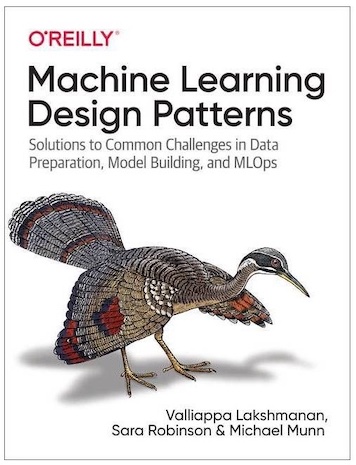 O'REILLY®
Machine Learning
Design Patterns
Solutions to Common Challenges in Data
Preparation, Model Building, and MLOps
Valliappa Lakshmanan,
Sara Robinson & Michael Munn